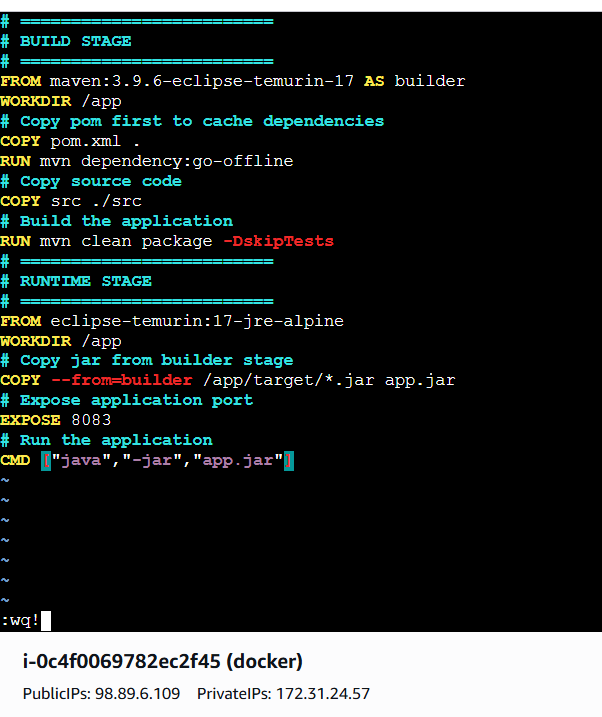 # =========================
# BUILD STAGE
# =========================
FROM maven:3.9.6-eclipse-temurin-17 AS builder
WORKDIR /app
# Copy pom first to cache dependencies
COPY pom.xml .
RUN mvn dependency:go-offline
# Copy source code
COPY src ./src
# Build the application
RUN mvn clean package -DskipTests
# =========================
# RUNTIME STAGE
# =========================
FROM eclipse-temurin:17-jre-alpine
WORKDIR /app
# Copy jar from builder stage
COPY --from=builder /app/target/*.jar app.jar
# Expose application port
EXPOSE 8083
# Run the application
CMD ["java","-jar","app.jar"]
~
~
~
~
~
~
~
:wq!
i-0c4f0069782ec2f45 (docker)
PublicIPs: 98.89.6.109 PrivateIPs: 172.31.24.57